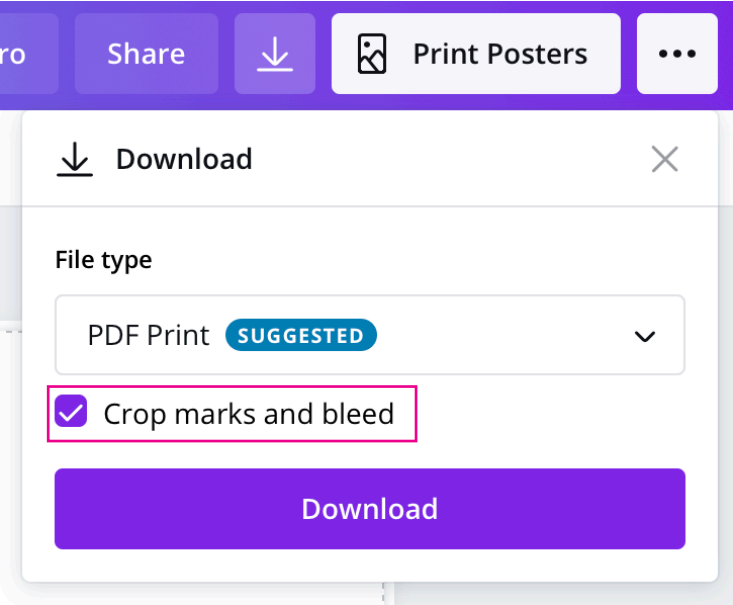 ro Share Print Posters
Download
File type
PDF Print SUGGESTED
Crop marks and bleed
Download